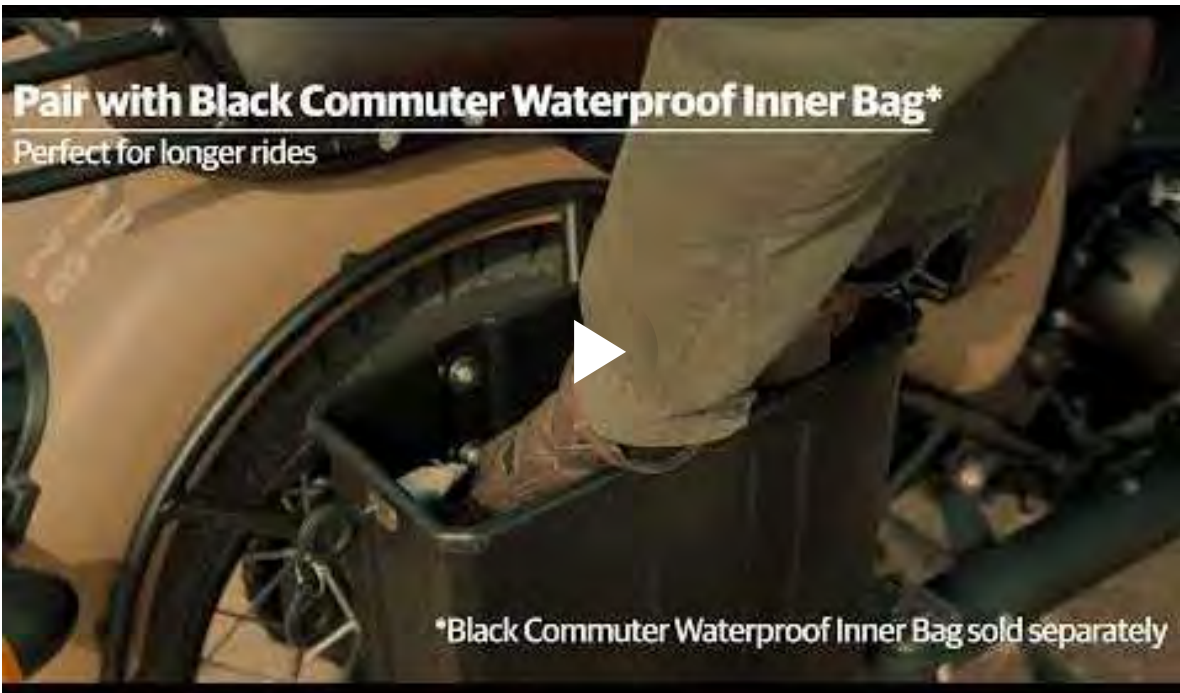 Pair with Black Commuter Waterproof Inner Bag*
Perfect for longer rides
*Black Commuter Waterproof Inner Bag sold separately